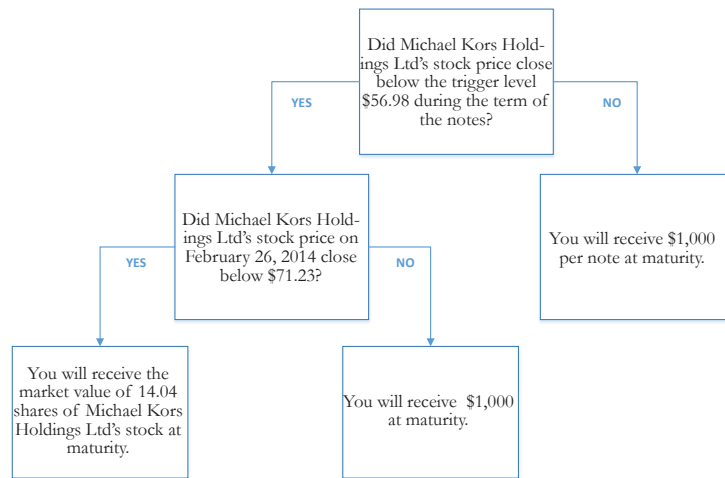 Did Michael Kors Hold-
ings Ltd's stock price close
below the trigger level
$56.98 during the term of
the notes?
YES
NO
Did Michael Kors Hold-
ings Ltd's stock price on
February 26, 2014 close
below $71.23?
You will receive $1,000
per note at maturity.
YES
NO
You will receive the
market value of 14.04
shares of Michael Kors
Holdings Ltd's stock at
maturity.
You will receive $1,000
at maturity.